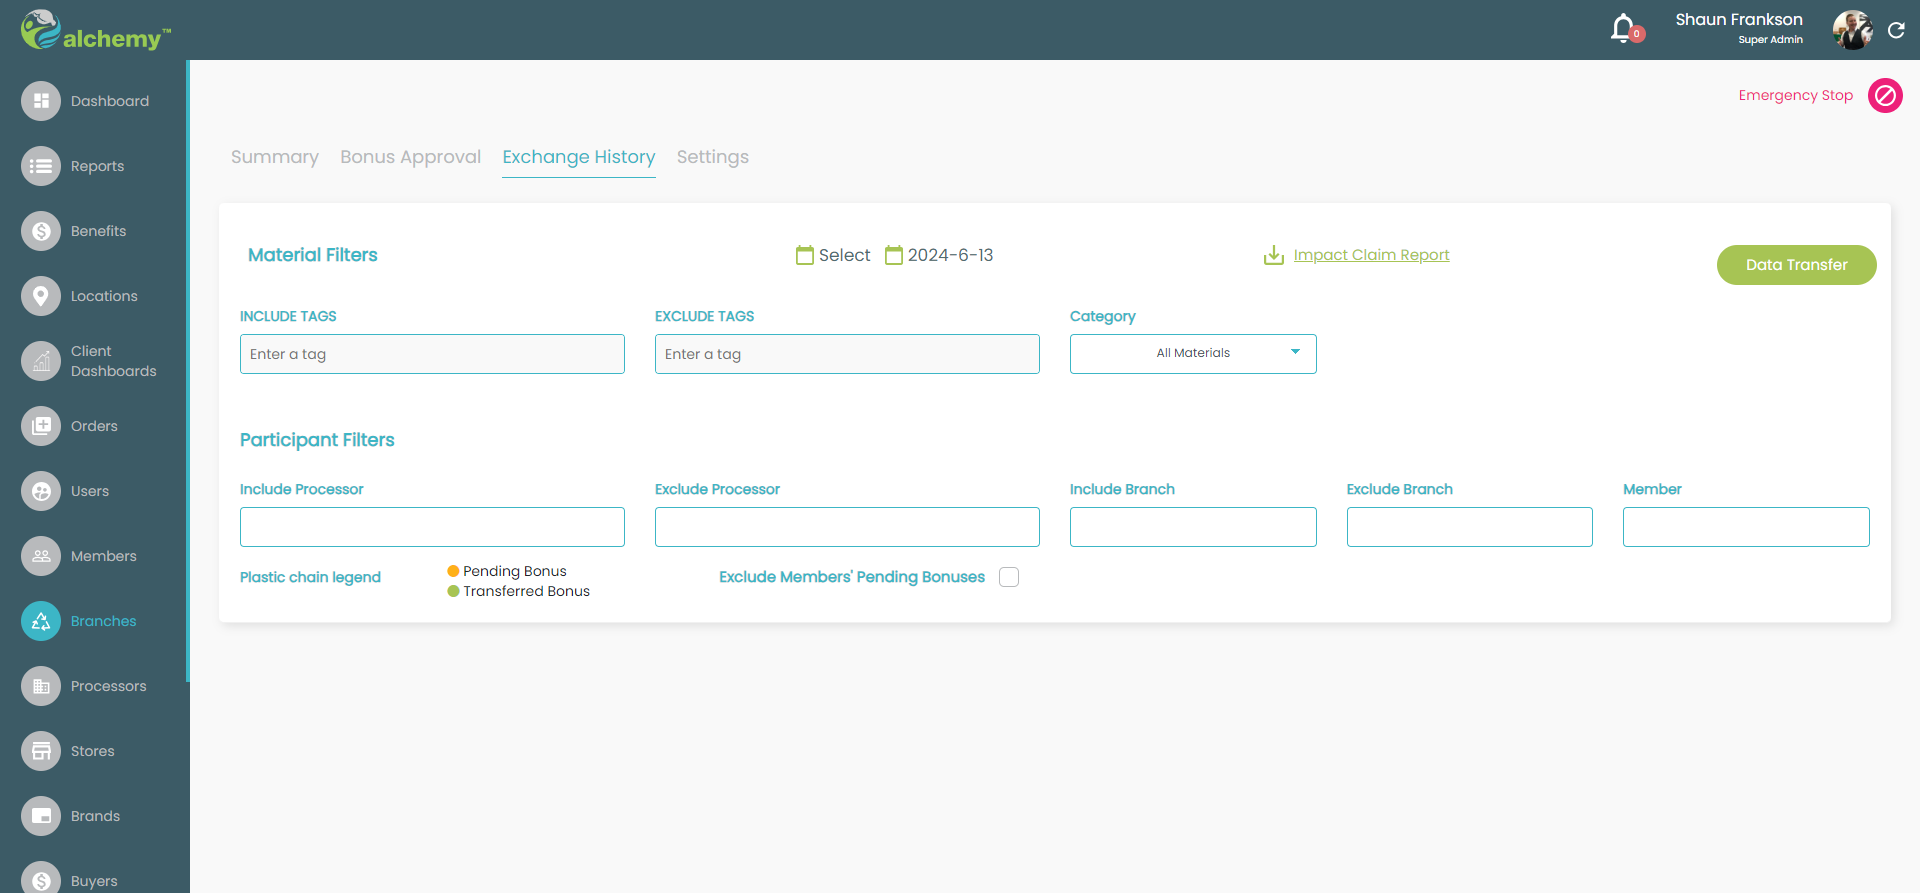 alchemy™
0
Shaun Frankson
Super Admin
Dashboard
Reports
Benefits
Locations
Client
Dashboards
Orders
Users
Members
Branches
Processors
Stores
Brands
Buyers
Emergency Stop
Summary Bonus Approval Exchange History Settings
Material Filters Select 2024-6-13 Impact Claim Report Data Transfer
INCLUDE TAGS EXCLUDE TAGS Category
Enter a tag Enter a tag All Materials
Participant Filters
Include Processor Exclude Processor Include Branch Exclude Branch Member
Plastic chain legend
Pending Bonus
Transferred Bonus
Exclude Members' Pending Bonuses